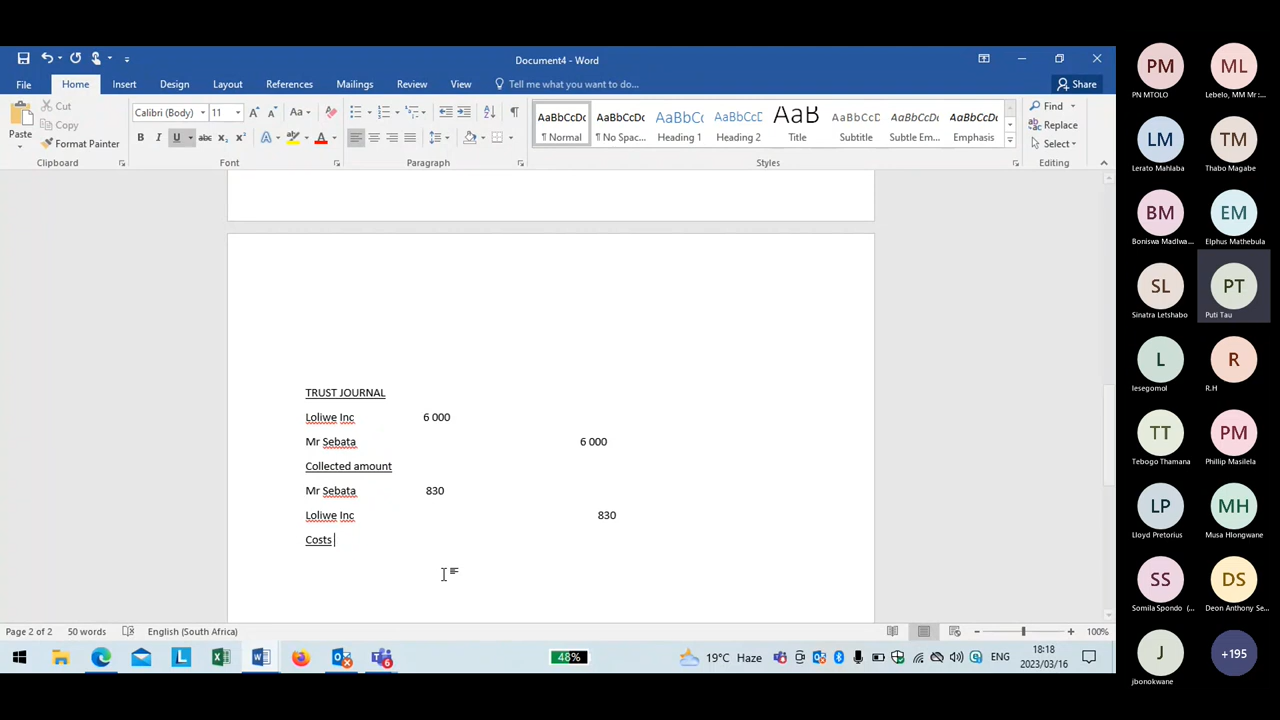 Document4 - Word
File Home Insert Design Layout References Mailings Review View Tell me what you want to do... Share
Paste
Cut
Copy
Format Painter
Clipboard
Calibri (Body) 11
Font
Paragraph
AaBbCcDc AaBbCcDc AaBbCc AaBbCcD AaB AaBbCcD AaBbCcDc AaBbCcDc
¶ Normal ¶ No Spac... Heading 1 Heading 2 Title Subtitle Subtle Em... Emphasis
Styles
Find
Replace
Select
Editing
TRUST JOURNAL
Loliwe Inc 6 000
Mr Sebata 6 000
Collected amount
Mr Sebata 830
Loliwe Inc 830
Costs
Page 2 of 2 50 words English (South Africa) 100%
48% 19°C Haze ENG 18:18
2023/03/16
PM ML
PN MTOLO Lebelo, MM Mr :...
LM TM
Lerato Mahlaba Thabo Magabe
BM EM
Boniswa Madlwa... Elphus Mathebula
SL PT
Sinatra Letshabo Puti Tau
L R
lesegomol R.H
TT PM
Tebogo Thamana Phillip Masilela
LP MH
Lloyd Pretorius Musa Hlongwane
SS DS
Somila Spondo (... Deon Anthony Se...
J +195
jbonokwane